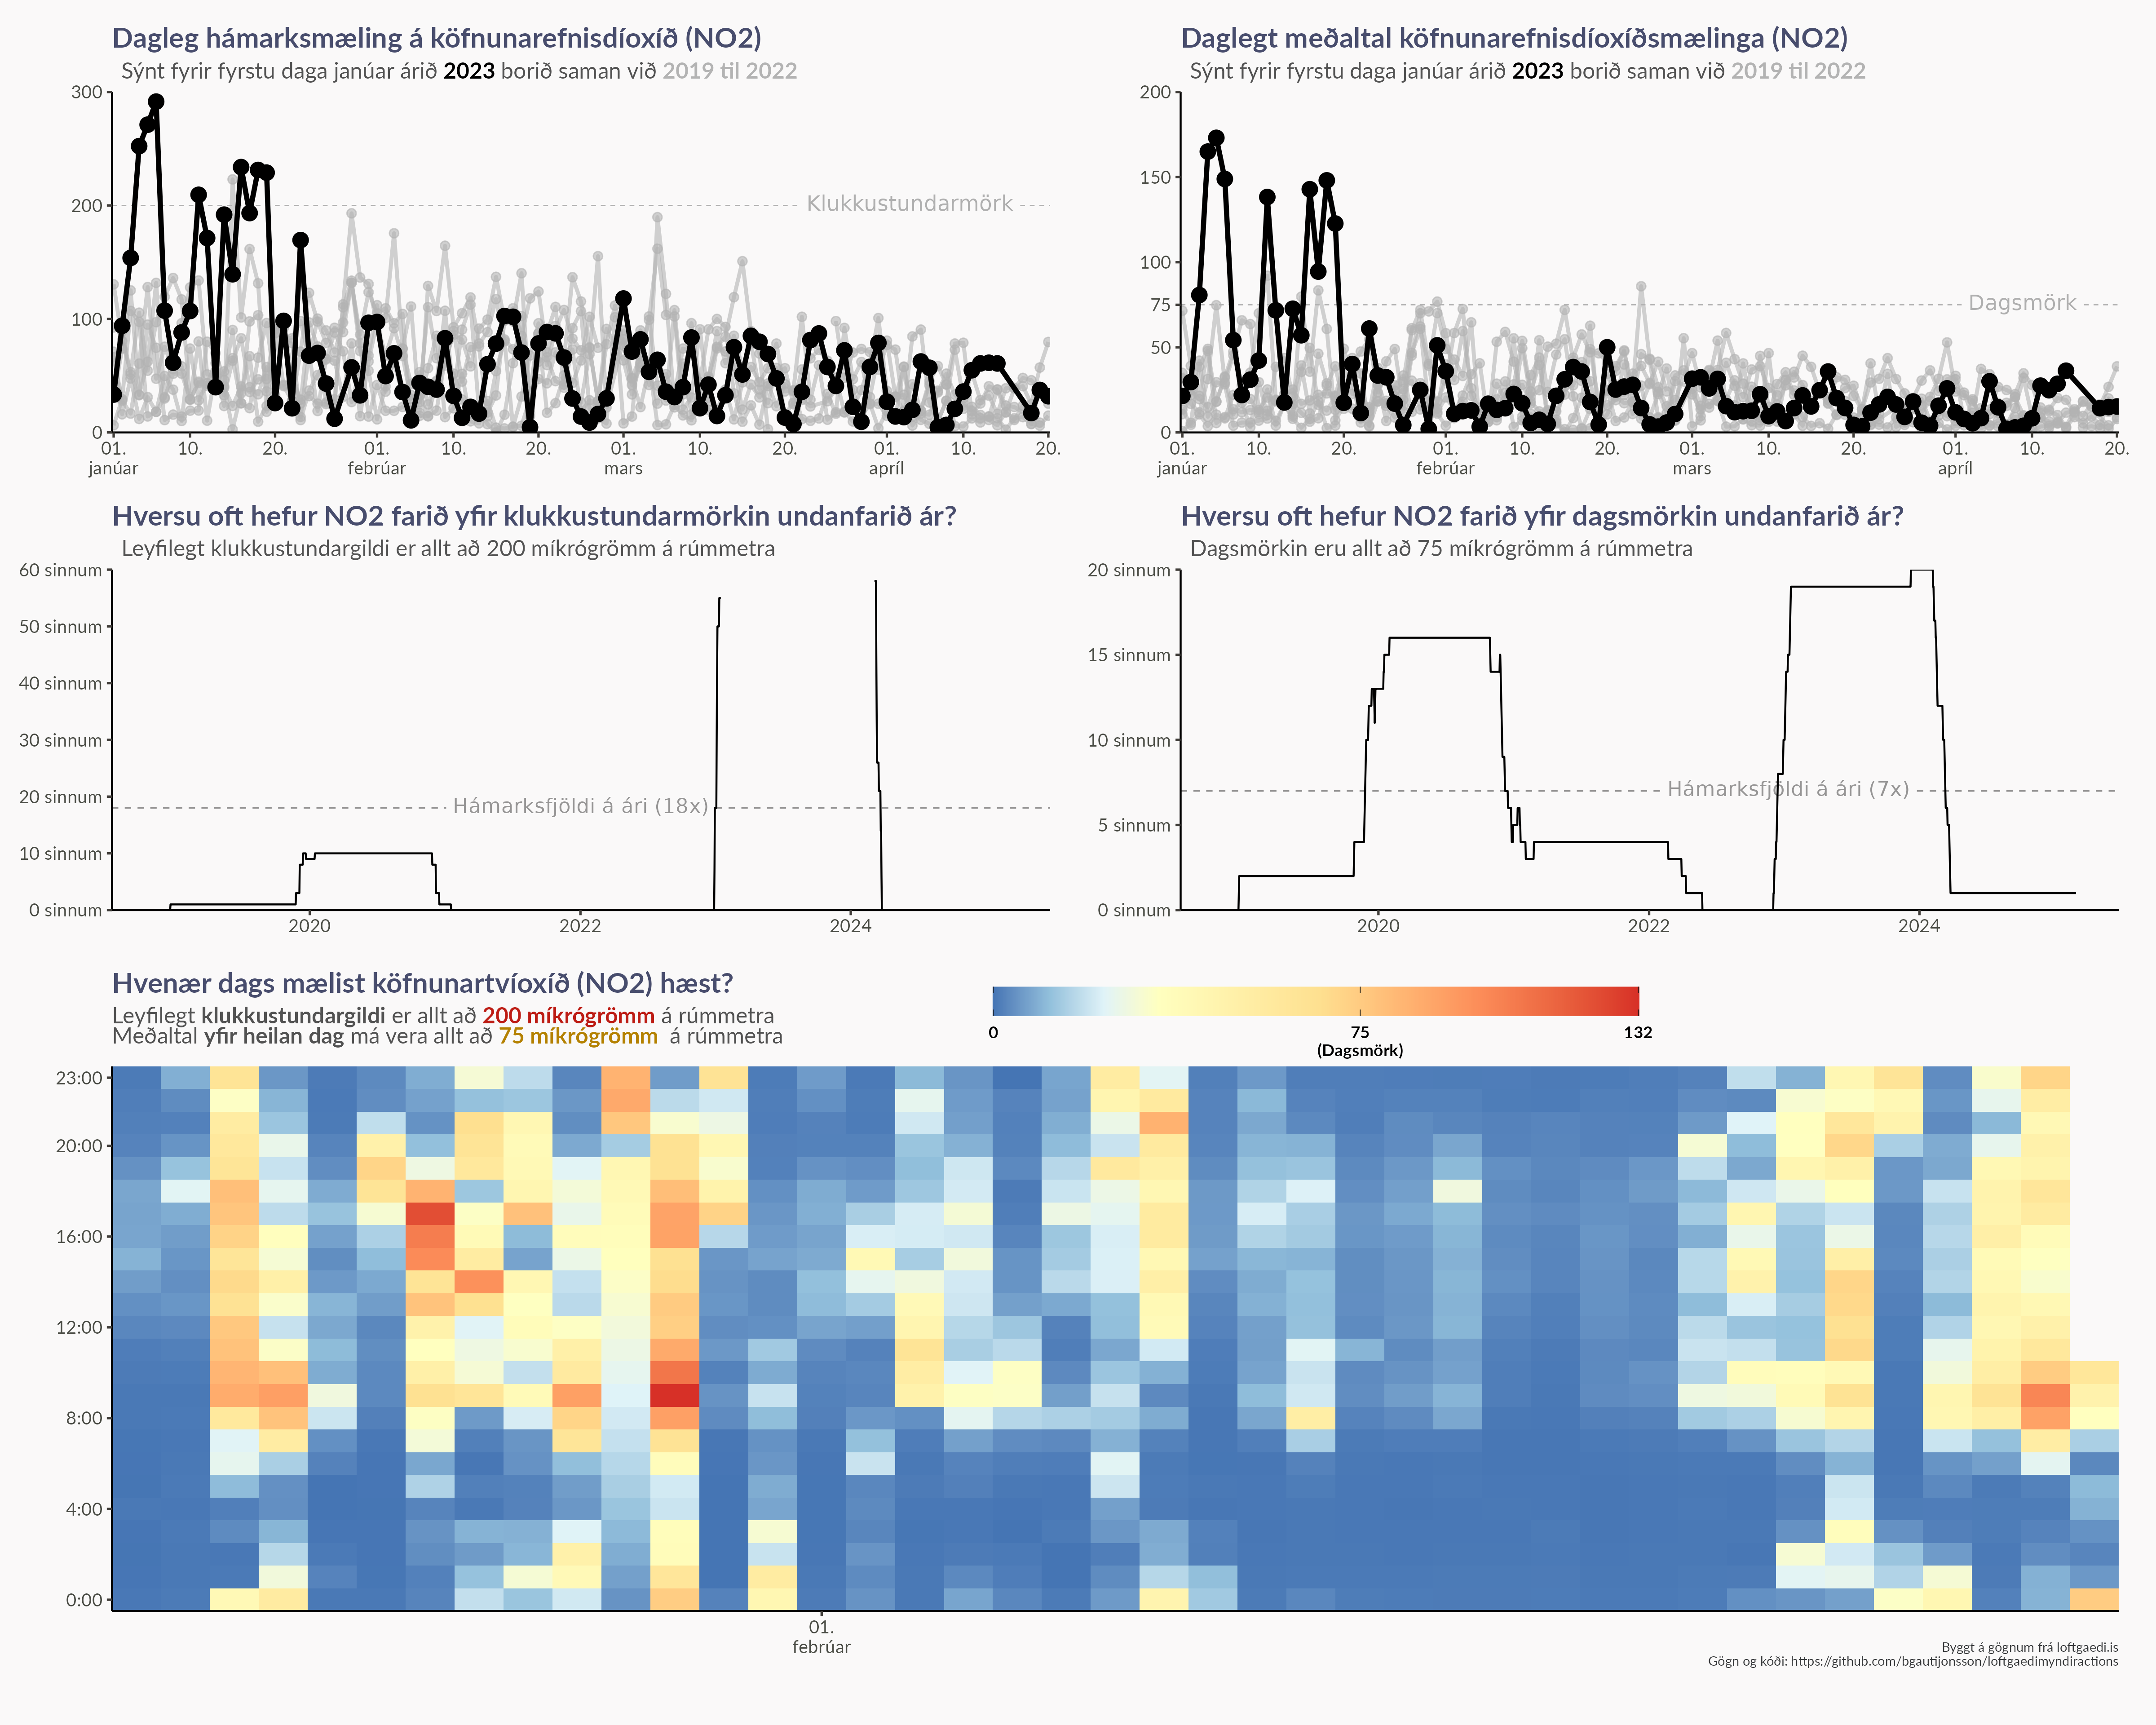 Dagleg hámarksmæling á köfnunarefnisdíoxíð (NO2)
Sýnt fyrir fyrstu daga janúar árið 2023 borið saman við 2019 til 2022
300
200
100
0
Klukkustundarmörk
01. 10. 20. 01. 10. 20. 01. 10. 20. 01. 10. 20.
janúar febrúar mars apríl
Daglegt meðaltal köfnunarefnisdíoxíðsmælinga (NO2)
Sýnt fyrir fyrstu daga janúar árið 2023 borið saman við 2019 til 2022
200
150
100
75
50
0
Dagsmörk
01. 10. 20. 01. 10. 20. 01. 10. 20. 01. 10. 20.
janúar febrúar mars apríl
Hversu oft hefur NO2 farið yfir klukkustundarmörkin undanfarið ár?
Leyfilegt klukkustundargildi er allt að 200 míkrógrömm á rúmmetra
60 sinnum
50 sinnum
40 sinnum
30 sinnum
20 sinnum
10 sinnum
0 sinnum
Hámarksfjöldi á ári (18x)
2020 2022 2024
Hversu oft hefur NO2 farið yfir dagsmörkin undanfarið ár?
Dagsmörkin eru allt að 75 míkrógrömm á rúmmetra
20 sinnum
15 sinnum
10 sinnum
5 sinnum
0 sinnum
Hámarksfjöldi á ári (7x)
2020 2022 2024
Hvenær dags mælist köfnunartvíoxíð (NO2) hæst?
Leyfilegt klukkustundargildi er allt að 200 míkrógrömm á rúmmetra
Meðaltal yfir heilan dag má vera allt að 75 míkrógrömm á rúmmetra
0 75 132
(Dagsmörk)
23:00
20:00
16:00
12:00
8:00
4:00
0:00
01.
febrúar
Byggt á gögnum frá loftgaedi.is
Gögn og kóði: https://github.com/bgautijonsson/loftgaedimyndiractions